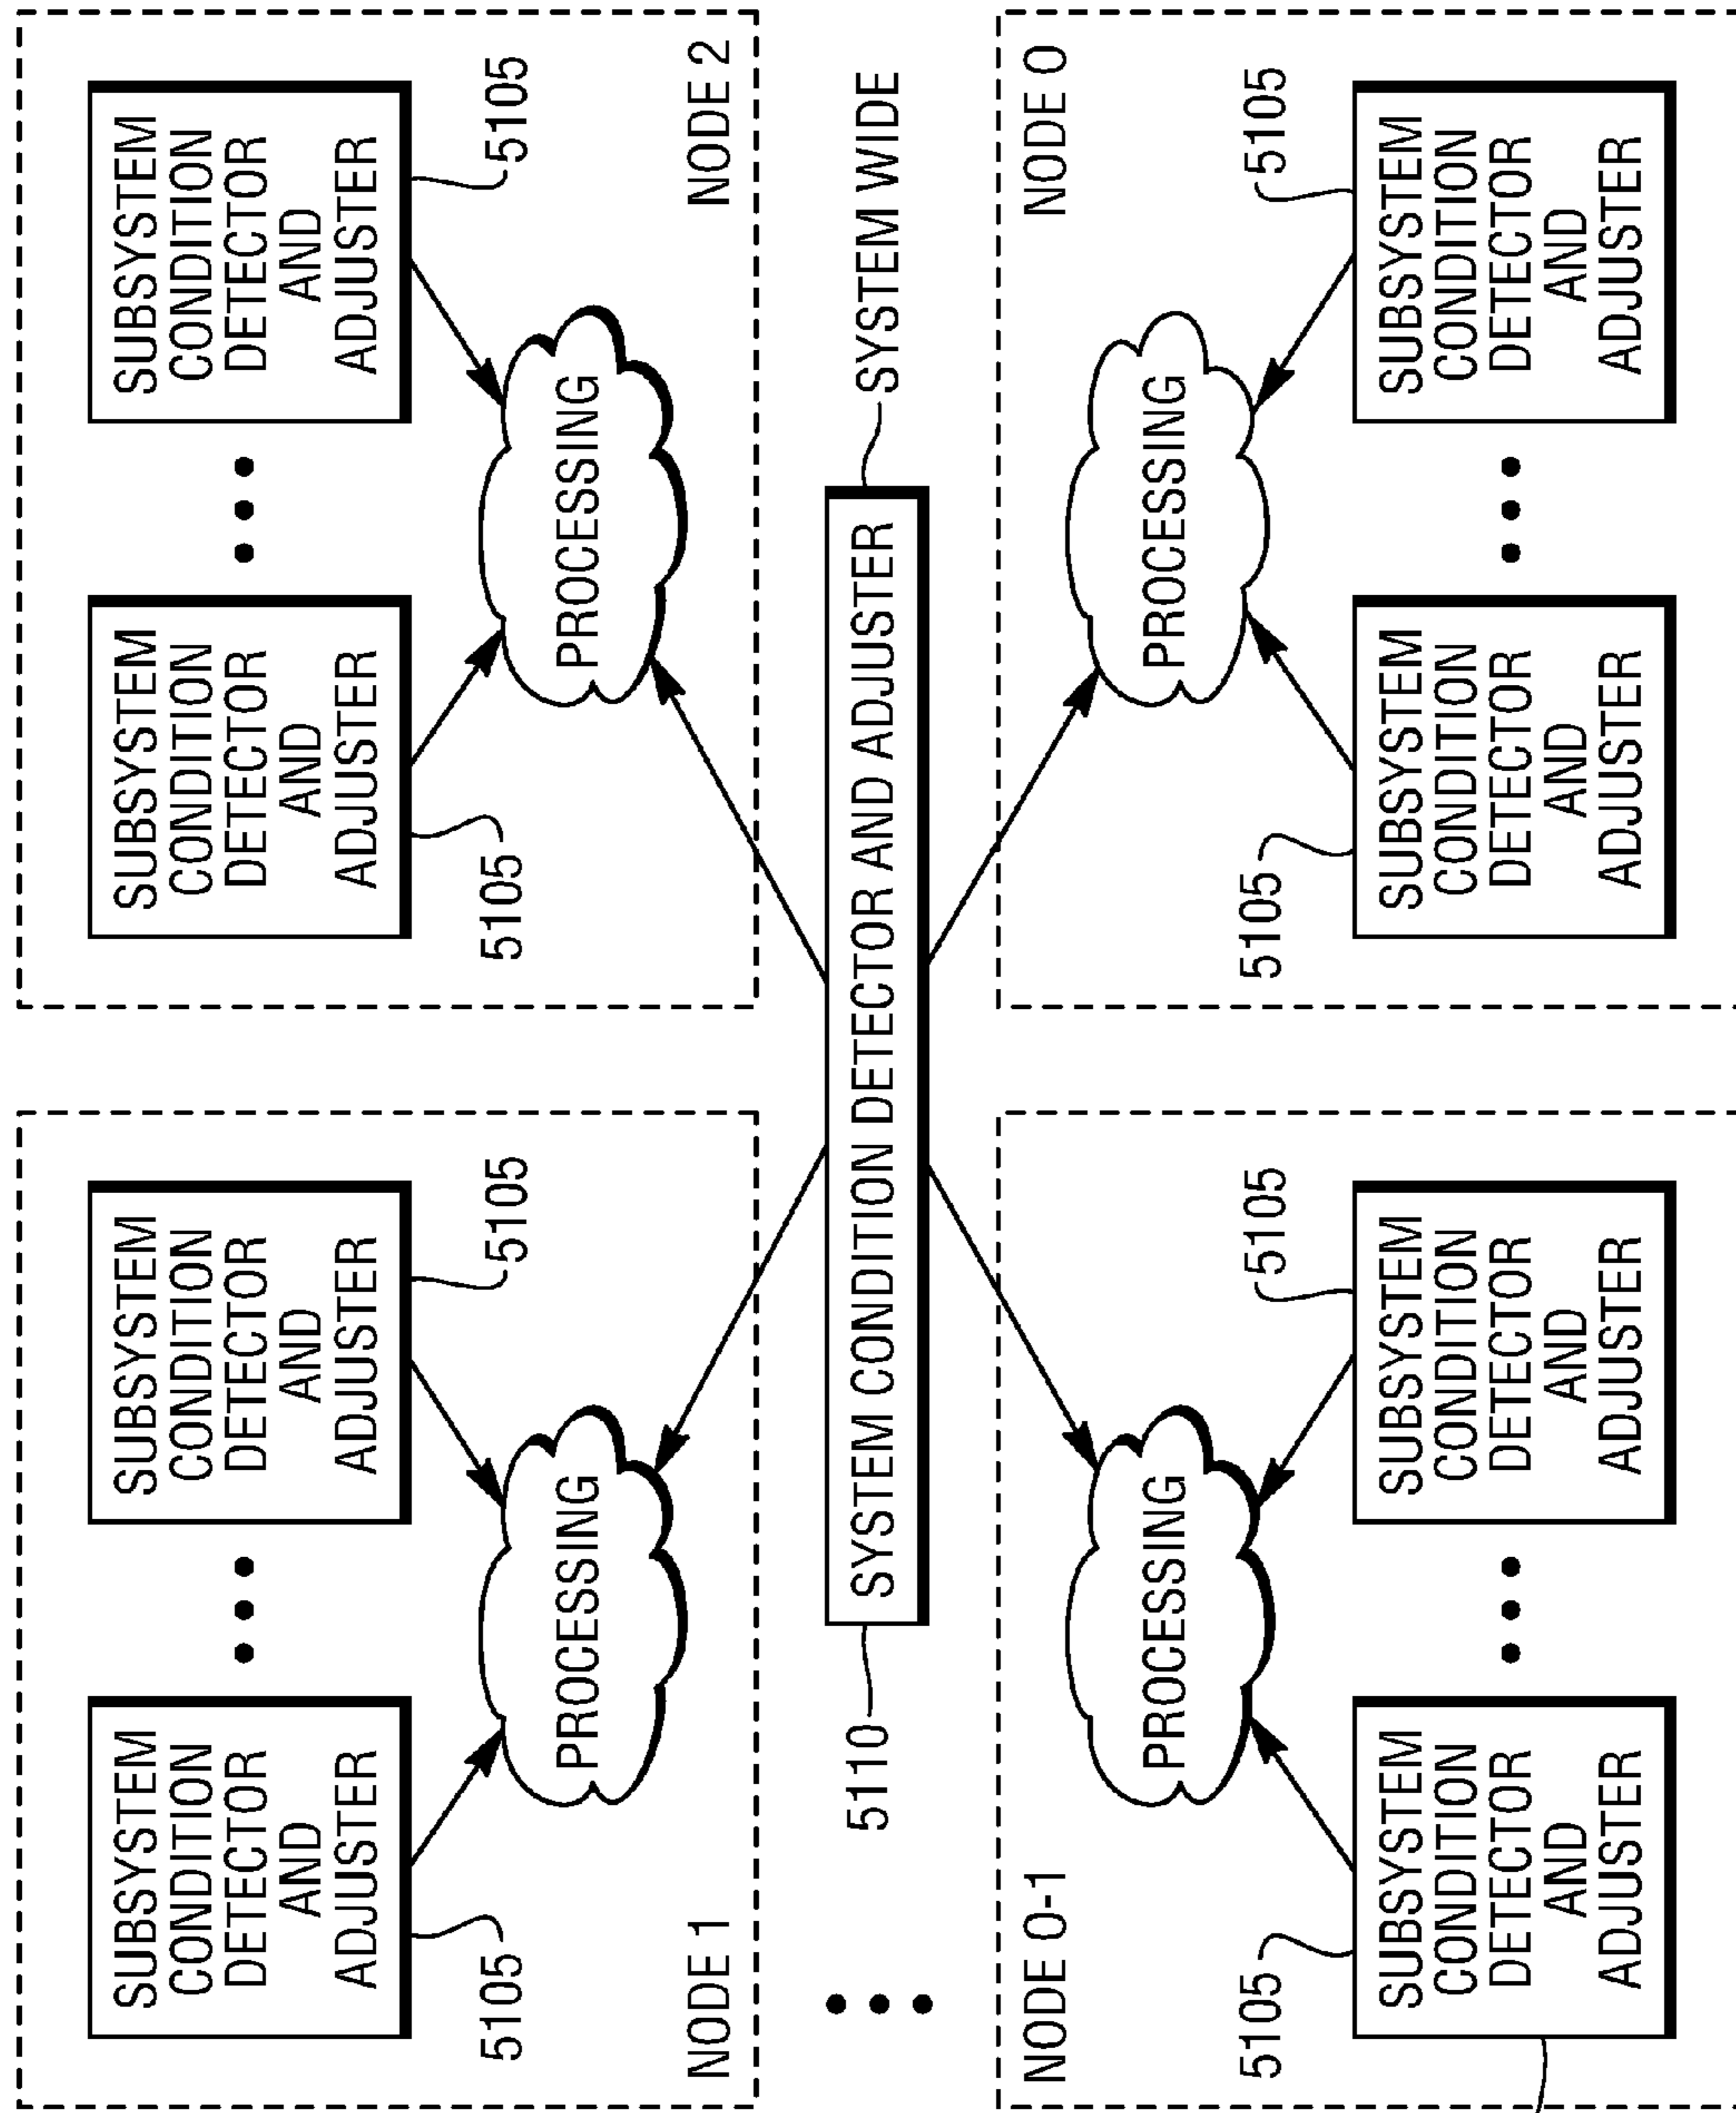 SUBSYSTEM
CONDITION
DETECTOR
AND
ADJUSTER
SUBSYSTEM
CONDITION
DETECTOR
AND
ADJUSTER
5105
5105
PROCESSING
NODE 1
SUBSYSTEM
CONDITION
DETECTOR
AND
ADJUSTER
SUBSYSTEM
CONDITION
DETECTOR
AND
ADJUSTER
5105
5105
PROCESSING
NODE 2
5110
SYSTEM CONDITION DETECTOR AND ADJUSTER
SYSTEM WIDE
NODE O-1
PROCESSING
5105
5105
SUBSYSTEM
CONDITION
DETECTOR
AND
ADJUSTER
SUBSYSTEM
CONDITION
DETECTOR
AND
ADJUSTER
NODE O
PROCESSING
5105
5105
SUBSYSTEM
CONDITION
DETECTOR
AND
ADJUSTER
SUBSYSTEM
CONDITION
DETECTOR
AND
ADJUSTER